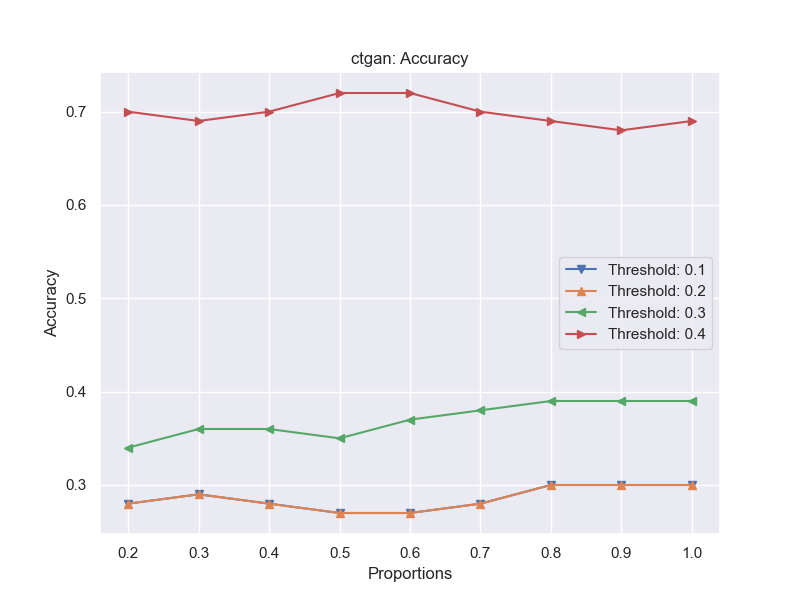 ctgan: Accuracy
Accuracy
0.7
0.6
0.5
0.4
0.3
Threshold: 0.1
Threshold: 0.2
Threshold: 0.3
Threshold: 0.4
0.2 0.3 0.4 0.5 0.6 0.7 0.8 0.9 1.0
Proportions